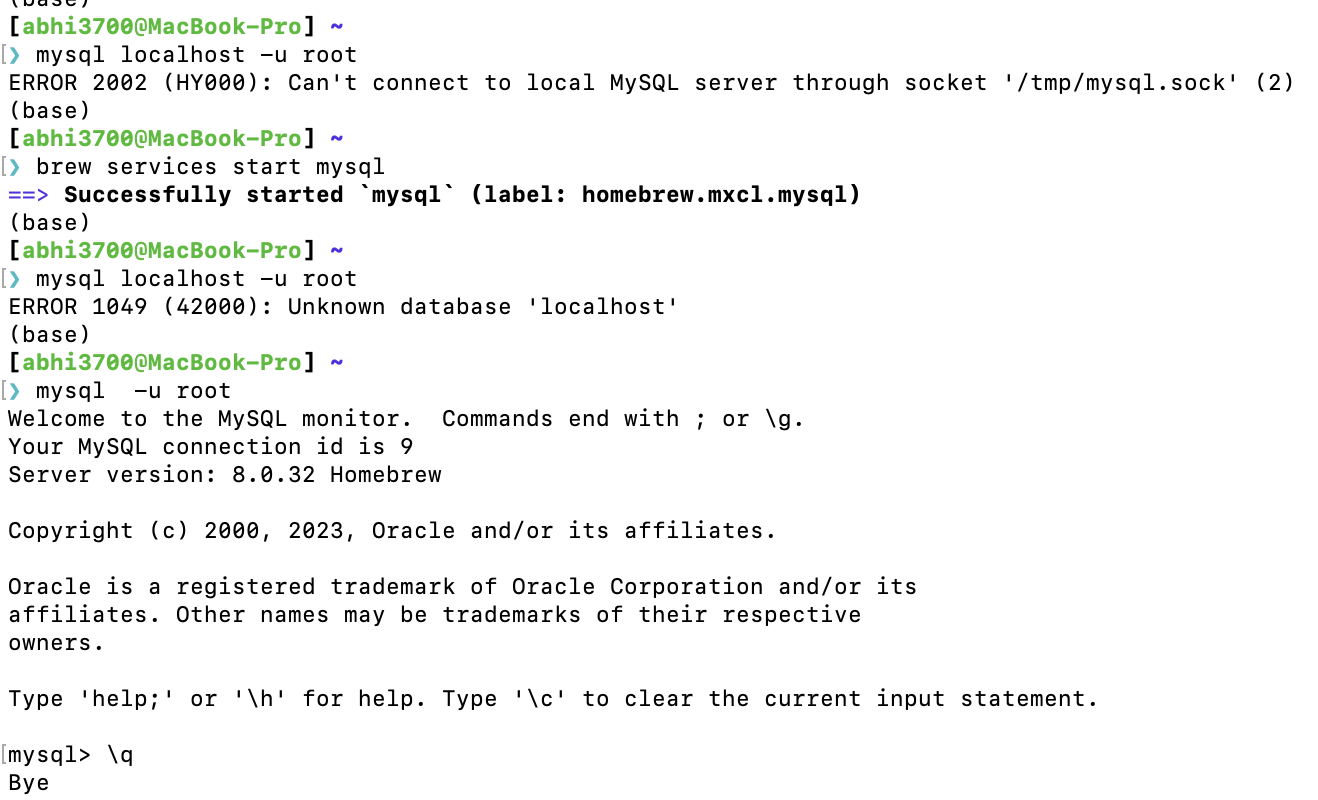 (base)
[abhi3700@MacBook-Pro] ~
[❯ mysql localhost -u root
ERROR 2002 (HY000): Can't connect to local MySQL server through socket '/tmp/mysql.sock' (2)
(base)
[abhi3700@MacBook-Pro] ~
[❯ brew services start mysql
==> Successfully started `mysql` (label: homebrew.mxcl.mysql)
(base)
[abhi3700@MacBook-Pro] ~
[❯ mysql localhost -u root
ERROR 1049 (42000): Unknown database 'localhost'
(base)
[abhi3700@MacBook-Pro] ~
[❯ mysql  -u root
Welcome to the MySQL monitor.  Commands end with ; or \g.
Your MySQL connection id is 9
Server version: 8.0.32 Homebrew
Copyright (c) 2000, 2023, Oracle and/or its affiliates.
Oracle is a registered trademark of Oracle Corporation and/or its
affiliates. Other names may be trademarks of their respective
owners.
Type 'help;' or '\h' for help. Type '\c' to clear the current input statement.
[mysql> \q
Bye